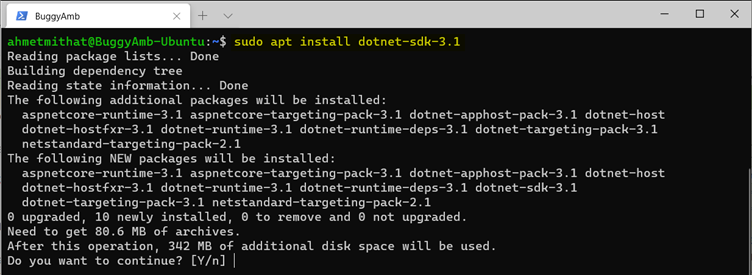 BuggyAmb
ahmetmithat@BuggyAmb-Ubuntu:~$ sudo apt install dotnet-sdk-3.1
Reading package lists... Done
Building dependency tree
Reading state information... Done
The following additional packages will be installed:
  aspnetcore-runtime-3.1 aspnetcore-targeting-pack-3.1 dotnet-apphost-pack-3.1 dotnet-host
  dotnet-hostfxr-3.1 dotnet-runtime-3.1 dotnet-runtime-deps-3.1 dotnet-targeting-pack-3.1
  netstandard-targeting-pack-2.1
The following NEW packages will be installed:
  aspnetcore-runtime-3.1 aspnetcore-targeting-pack-3.1 dotnet-apphost-pack-3.1 dotnet-host
  dotnet-hostfxr-3.1 dotnet-runtime-3.1 dotnet-runtime-deps-3.1 dotnet-sdk-3.1
  dotnet-targeting-pack-3.1 netstandard-targeting-pack-2.1
0 upgraded, 10 newly installed, 0 to remove and 0 not upgraded.
Need to get 80.6 MB of archives.
After this operation, 342 MB of additional disk space will be used.
Do you want to continue? [Y/n]